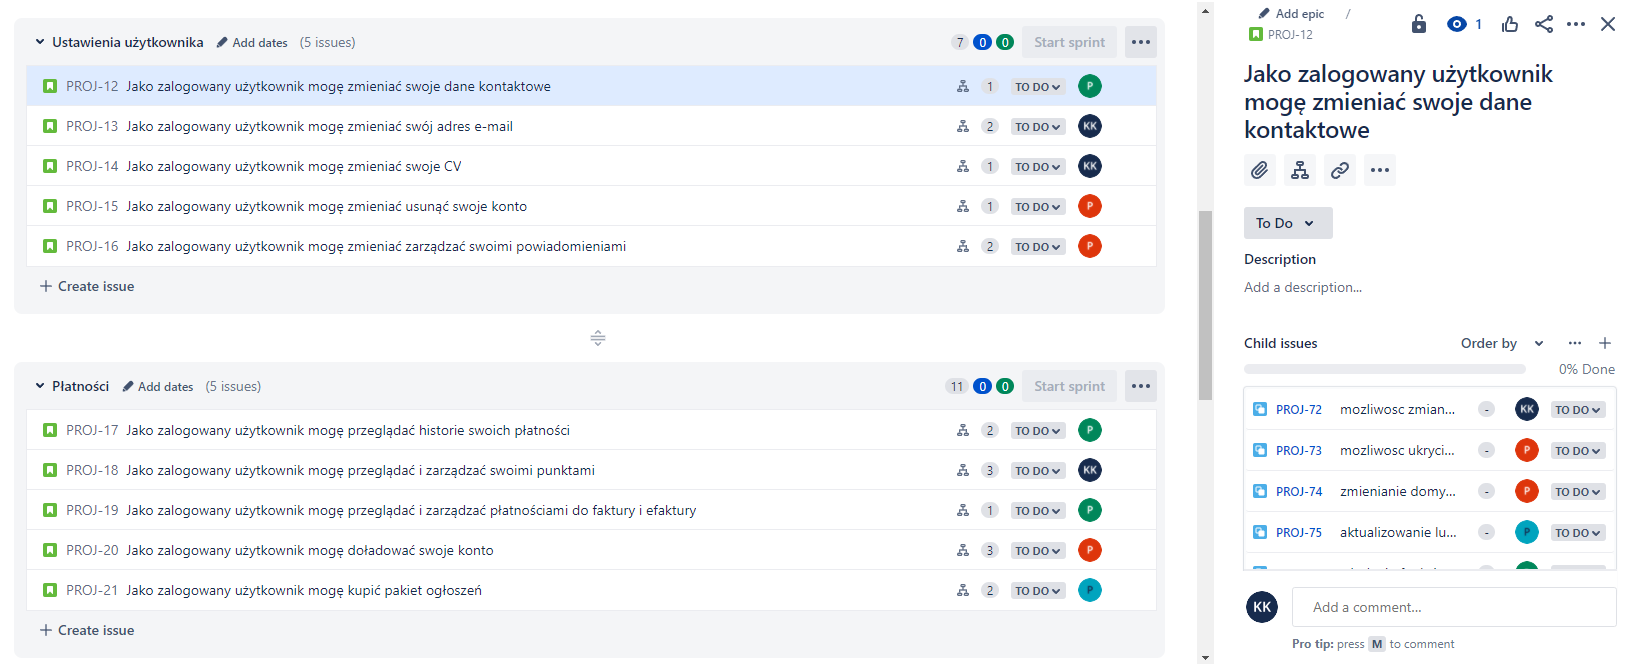 Ustawienia użytkownika Add dates (5 issues) 7 0 0 Start sprint
PROJ-12 Jako zalogowany użytkownik mogę zmieniać swoje dane kontaktowe 1 TO DO P
PROJ-13 Jako zalogowany użytkownik mogę zmieniać swój adres e-mail 2 TO DO KK
PROJ-14 Jako zalogowany użytkownik mogę zmieniać swoje CV 1 TO DO KK
PROJ-15 Jako zalogowany użytkownik mogę zmieniać usunąć swoje konto 1 TO DO P
PROJ-16 Jako zalogowany użytkownik mogę zmieniać zarządzać swoimi powiadomieniami 2 TO DO P
+ Create issue
Płatności Add dates (5 issues) 11 0 0 Start sprint
PROJ-17 Jako zalogowany użytkownik mogę przeglądać historie swoich płatności 2 TO DO P
PROJ-18 Jako zalogowany użytkownik mogę przeglądać i zarządzać swoimi punktami 3 TO DO KK
PROJ-19 Jako zalogowany użytkownik mogę przeglądać i zarządzać płatnościami do faktury i efaktury 1 TO DO P
PROJ-20 Jako zalogowany użytkownik mogę doładować swoje konto 3 TO DO P
PROJ-21 Jako zalogowany użytkownik mogę kupić pakiet ogłoszeń 2 TO DO P
+ Create issue
Add epic /
PROJ-12
1
Jako zalogowany użytkownik
mogę zmieniać swoje dane
kontaktowe
To Do
Description
Add a description...
Child issues Order by
0% Done
PROJ-72 mozliwosc zmian... - KK TO DO
PROJ-73 mozliwosc ukryci... - P TO DO
PROJ-74 zmienianie domy... - P TO DO
PROJ-75 aktualizowanie lu... - P TO DO
KK Add a comment...
Pro tip: press M to comment